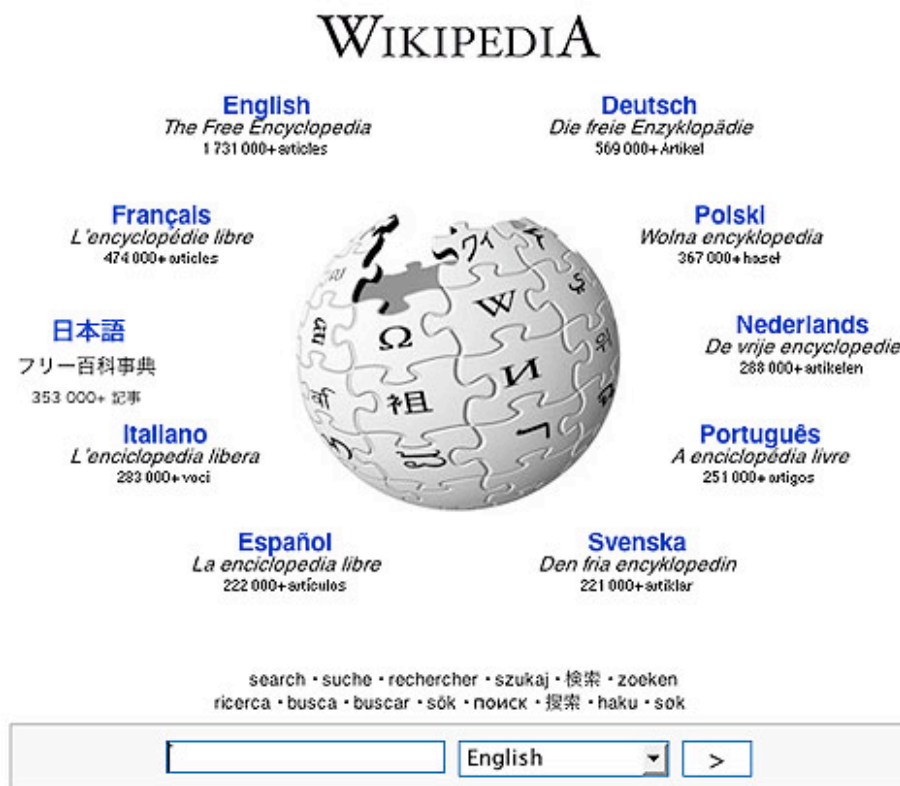 WIKIPEDIA
English
The Free Encyclopedia
1 731 000+ articles
Deutsch
Die freie Enzyklopädie
569 000+ Artikel
Français
L'encyclopédie libre
474 000+ articles
Polski
Wolna encyklopedia
367 000+ haseł
日本語
フリー百科事典
353 000+ 記事
Nederlands
De vrije encyclopedie
288 000+ artikelen
Italiano
L'enciclopedia libera
283 000+ voci
Português
A enciclopédia livre
251 000+ artigos
Español
La enciclopedia libre
222 000+ artículos
Svenska
Den fria encyklopedin
221 000+ artiklar
Ω
W
ワィ
祖
И
search · suche · rechercher · szukaj · 検索 · zoeken
ricerca · busca · buscar · sök · поиск · 搜索 · haku · søk
English
>